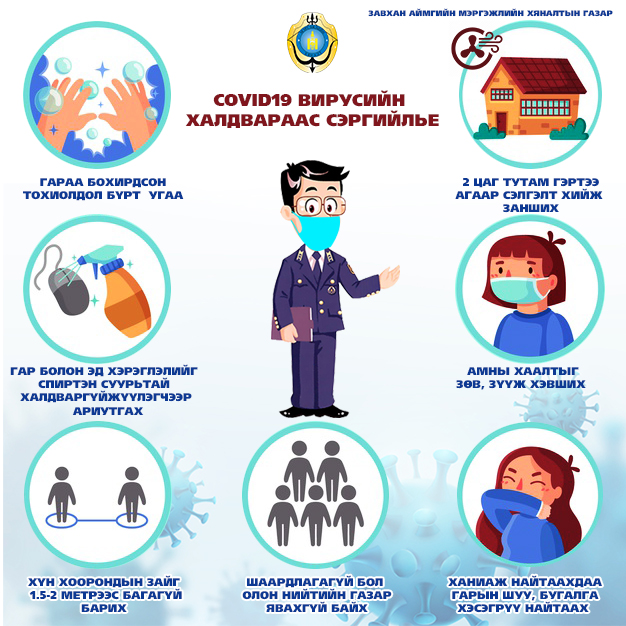 ЗАВХАН АЙМГИЙН МЭРГЭЖЛИЙН ХЯНАЛТЫН ГАЗАР
COVID19 ВИРУСИЙН
ХАЛДВАРААС СЭРГИЙЛЬЕ
ГАРАА БОХИРДСОН
ТОХИОЛДОЛ БҮРТ УГАА
2 ЦАГ ТУТАМ ГЭРТЭЭ
АГААР СЭЛГЭЛТ ХИЙЖ
ЗАНШИХ
ГАР БОЛОН ЭД ХЭРЭГЛЭЛИЙГ
СПИРТЭН СУУРЬТАЙ
ХАЛДВАРГҮЙЖҮҮЛЭГЧЭЭР
АРИУТГАХ
АМНЫ ХААЛТЫГ
ЗӨВ, ЗҮҮЖ ХЭВШИХ
ХҮН ХООРОНДЫН ЗАЙГ
1.5-2 МЕТРЭЭС БАГАГҮЙ
БАРИХ
ШААРДЛАГАГҮЙ БОЛ
ОЛОН НИЙТИЙН ГАЗАР
ЯВАХГҮЙ БАЙХ
ХАНИАЖ НАЙТААХДАА
ГАРЫН ШУУ, БУГАЛГА
ХЭСЭГРҮҮ НАЙТААХ